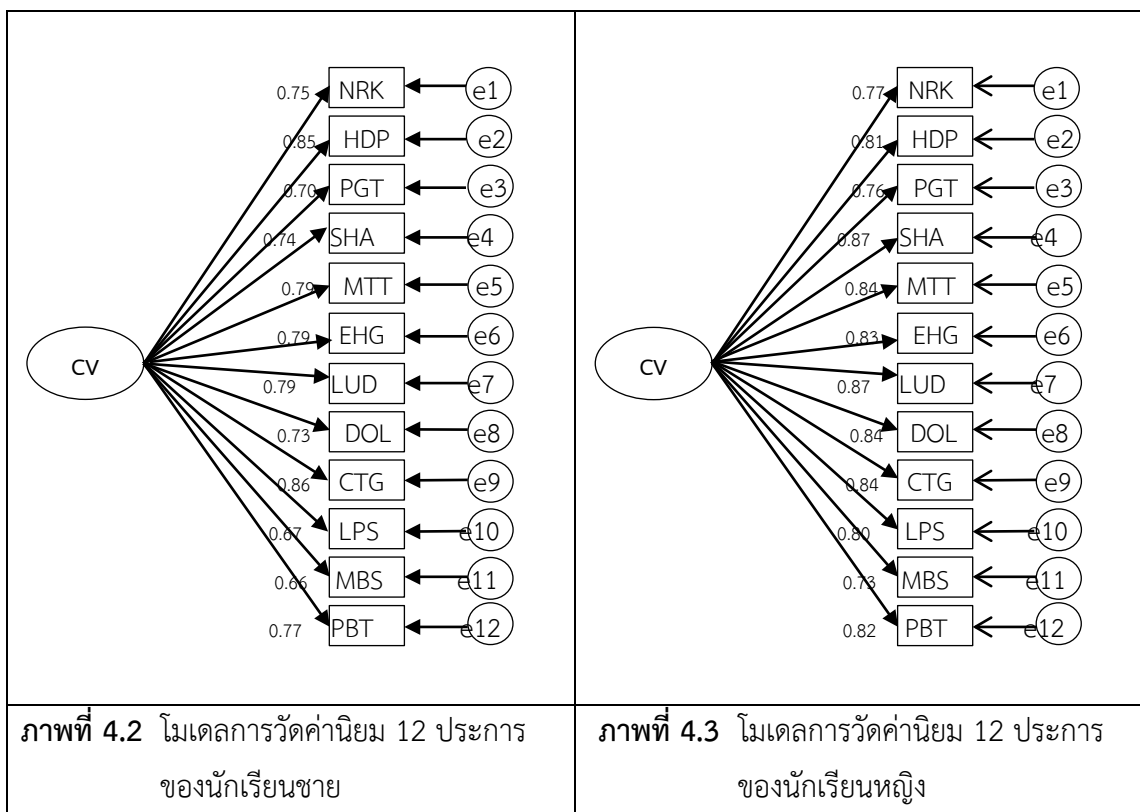 0.75 NRK e1
0.85 HDP e2
0.70 PGT e3
0.74 SHA e4
0.79 MTT e5
0.79 EHG e6
CV
0.79 LUD e7
0.73 DOL e8
0.86 CTG e9
0.67 LPS e10
0.66 MBS e11
0.77 PBT e12
ภาพที่ 4.2 โมเดลการวัดค่านิยม 12 ประการ
ของนักเรียนชาย
0.77 NRK e1
0.81 HDP e2
0.76 PGT e3
0.87 SHA e4
0.84 MTT e5
0.83 EHG e6
CV
0.87 LUD e7
0.84 DOL e8
0.84 CTG e9
0.80 LPS e10
0.73 MBS e11
0.82 PBT e12
ภาพที่ 4.3 โมเดลการวัดค่านิยม 12 ประการ
ของนักเรียนหญิง